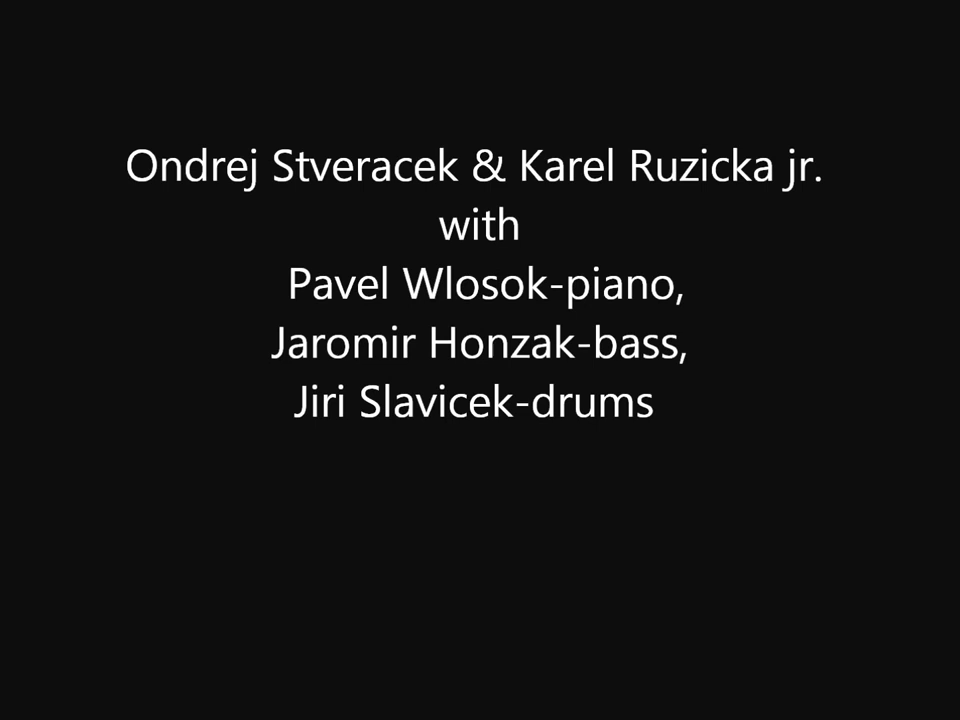 Ondrej Stveracek & Karel Ruzicka jr.
with
Pavel Wlosok-piano,
Jaromir Honzak-bass,
Jiri Slavicek-drums